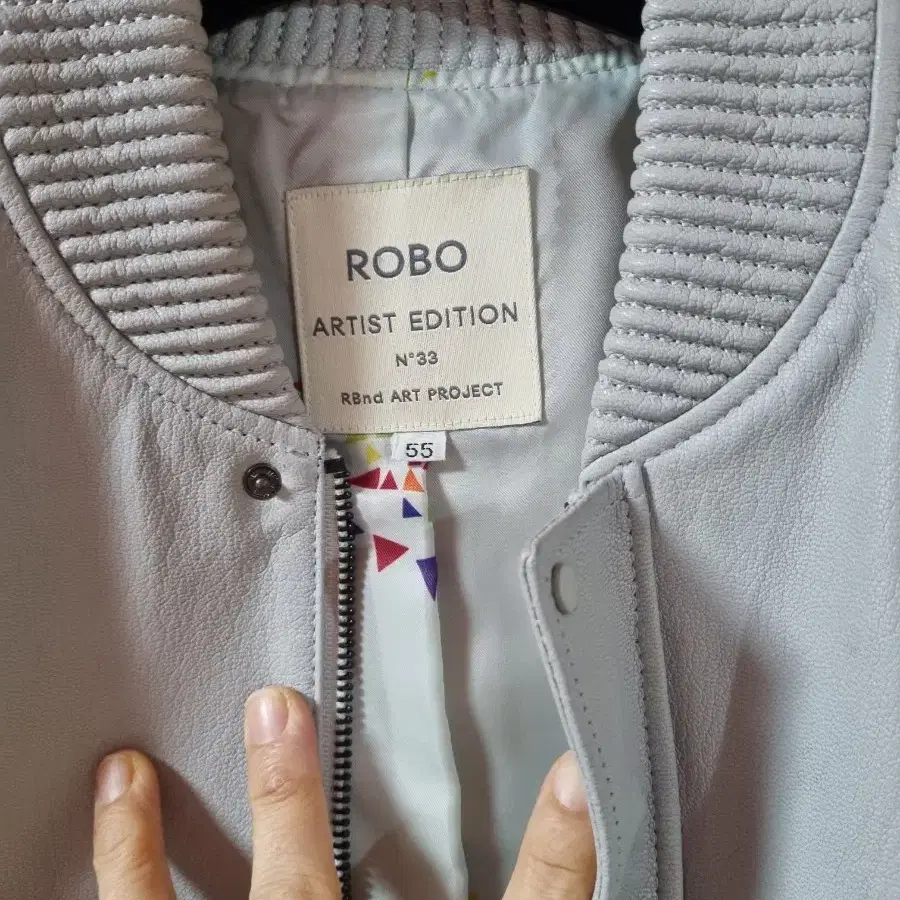 ROBO
ARTIST EDITION
N°33
RBnd ART PROJECT
55